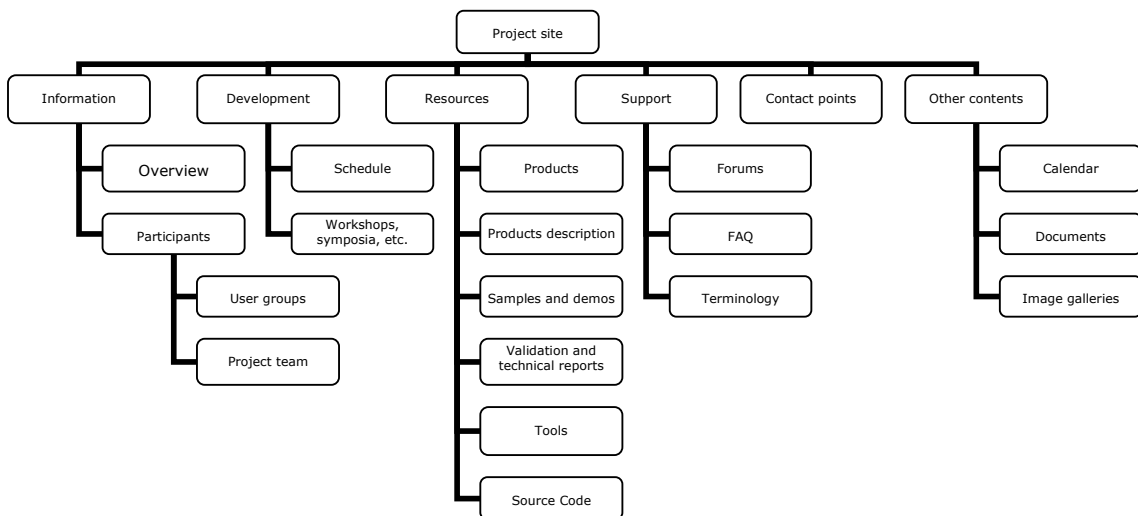 Project site
Information
Development
Resources
Support
Contact points
Other contents
Overview
Schedule
Products
Forums
Calendar
Participants
Workshops,
symposia, etc.
Products description
FAQ
Documents
User groups
Samples and demos
Terminology
Image galleries
Project team
Validation and
technical reports
Tools
Source Code